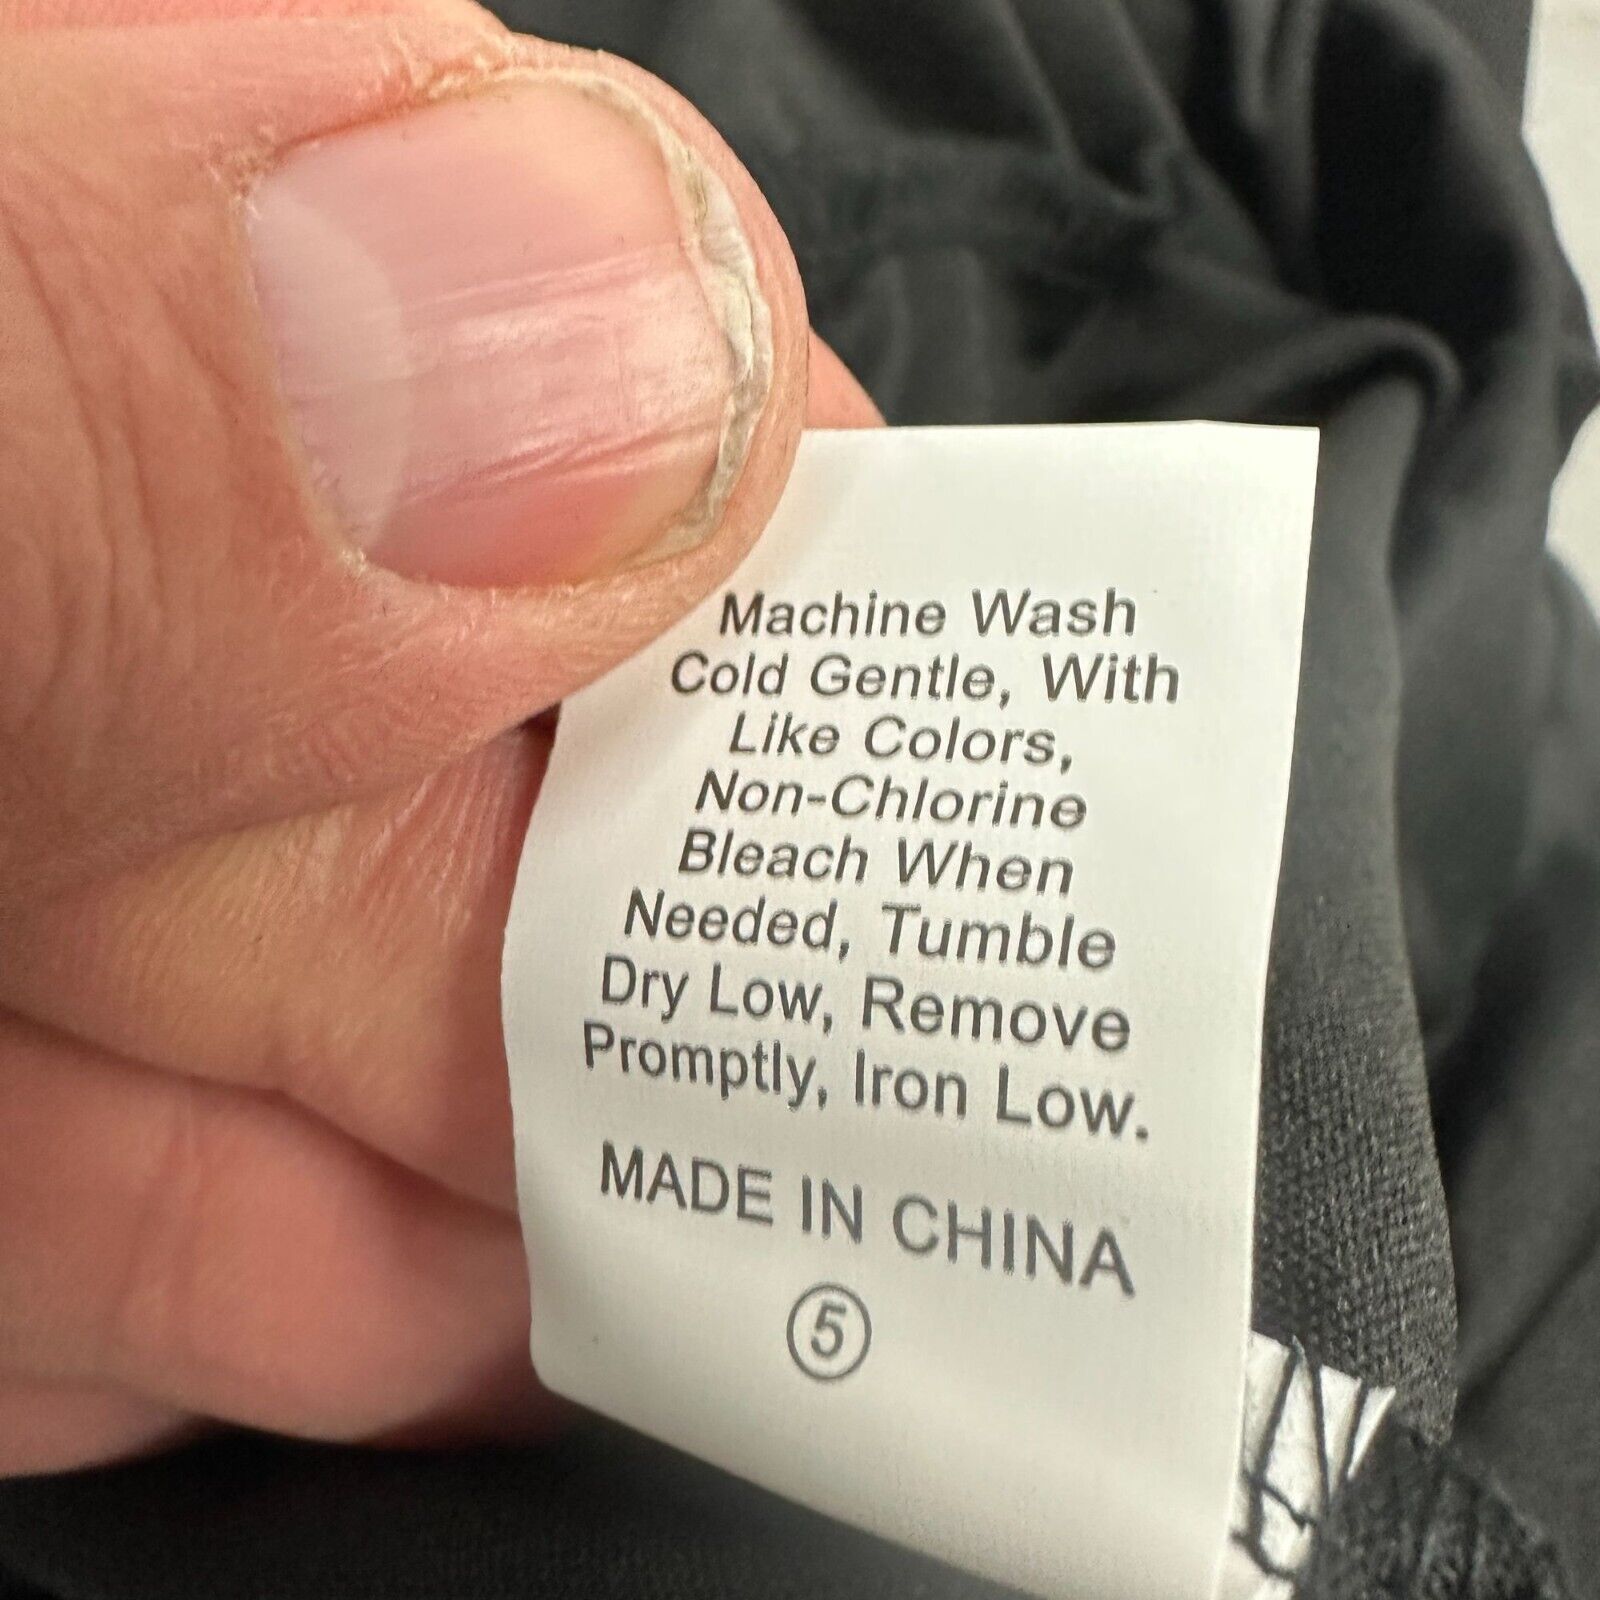 Machine Wash
Cold Gentle, With
Like Colors,
Non-Chlorine
Bleach When
Needed, Tumble
Dry Low, Remove
Promptly, Iron Low.
MADE IN CHINA
5